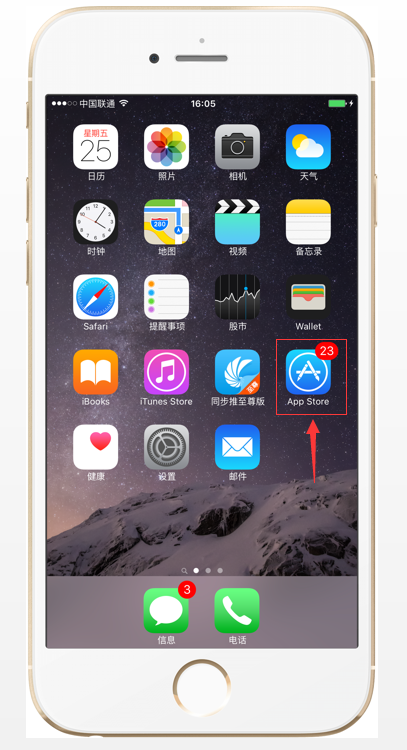 中国联通 16:05
星期五
25
日历 照片 相机 天气
280
时钟 地图 视频 备忘录
Safari 提醒事项 股市 Wallet
23
iBooks iTunes Store 同步推至尊版 App Store
健康 设置 邮件
3
信息 电话